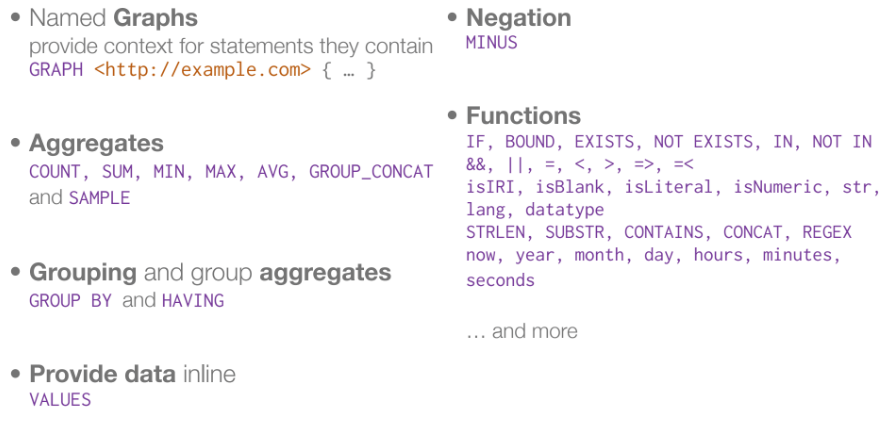 • Named Graphs
provide context for statements they contain
GRAPH <http://example.com> { … }
• Aggregates
COUNT, SUM, MIN, MAX, AVG, GROUP_CONCAT
and SAMPLE
• Grouping and group aggregates
GROUP BY and HAVING
• Provide data inline
VALUES
• Negation
MINUS
• Functions
IF, BOUND, EXISTS, NOT EXISTS, IN, NOT IN
&&, ||, =, <, >, =>, =<
isIRI, isBlank, isLiteral, isNumeric, str,
lang, datatype
STRLEN, SUBSTR, CONTAINS, CONCAT, REGEX
now, year, month, day, hours, minutes,
seconds
… and more